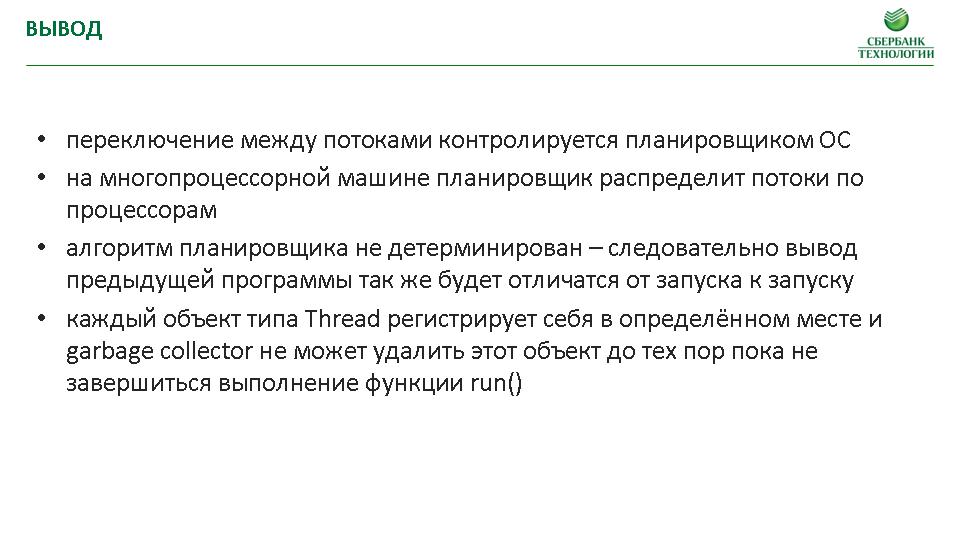 ВЫВОД
СБЕРБАНК
ТЕХНОЛОГИИ
• переключение между потоками контролируется планировщиком ОС
• на многопроцессорной машине планировщик распределит потоки по
процессорам
• алгоритм планировщика не детерминирован – следовательно вывод
предыдущей программы так же будет отличатся от запуска к запуску
• каждый объект типа Thread регистрирует себя в определённом месте и
garbage collector не может удалить этот объект до тех пор пока не
завершиться выполнение функции run()